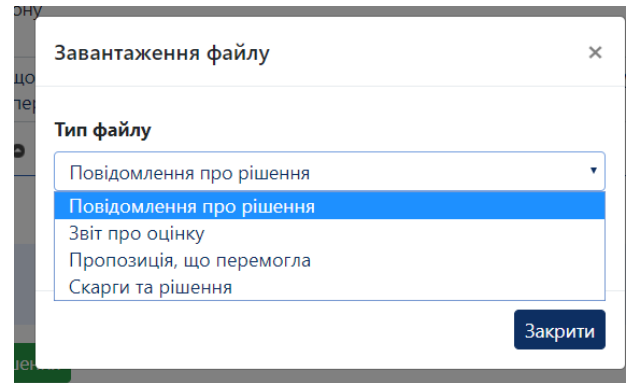 ону
Завантаження файлу
×
Тип файлу
Повідомлення про рішення
Повідомлення про рішення
Звіт про оцінку
Пропозиція, що перемогла
Скарги та рішення
Закрити